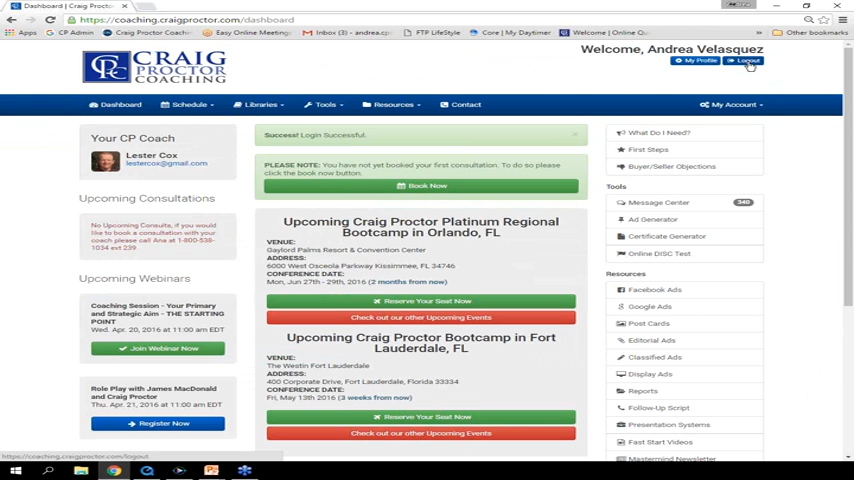 Dashboard | Craig Proctor
https://coaching.craigproctor.com/dashboard
Apps
CP Admin
Craig Proctor Coachin
Easy Online Meeting
Inbox (3) - andrea.cp
FTP LifeStyle
Core | My Daytimer
Welcome | Online Qu
Other bookmarks
CRAIG
PROCTOR
COACHING
Welcome, Andrea Velasquez
My Profile
Logout
Dashboard
Schedule
Libraries
Tools
Resources
Contact
My Account
Your CP Coach
Lester Cox
lestercox@gmail.com
Upcoming Consultations
No Upcoming Consults, if you would
like to book a consultation with your
coach please call Ana at 1-800-538-
1034 ext 239
Upcoming Webinars
Coaching Session - Your Primary
and Strategic Aim - THE STARTING
POINT
Wed. Apr. 20, 2016 at 11:00 am EDT
Join Webinar Now
Role Play with James MacDonald
and Craig Proctor
Thu. Apr. 21, 2016 at 11:00 am EDT
Register Now
Success! Login Successful.
PLEASE NOTE: You have not yet booked your first consultation. To do so please
click the book now button.
Book Now
Upcoming Craig Proctor Platinum Regional
Bootcamp in Orlando, FL
VENUE:
Gaylord Palms Resort & Convention Center
ADDRESS:
6000 West Osceola Parkway Kissimmee, FL 34746
CONFERENCE DATE:
Mon, Jun 27th - 29th, 2016 (2 months from now)
Reserve Your Seat Now
Check out our other Upcoming Events
Upcoming Craig Proctor Bootcamp in Fort
Lauderdale, FL
VENUE:
The Westin Fort Lauderdale
ADDRESS:
400 Corporate Drive, Fort Lauderdale, Florida 33334
CONFERENCE DATE:
Fri, May 13th 2016 (3 weeks from now)
Reserve Your Seat Now
Check out our other Upcoming Events
What Do I Need?
First Steps
Buyer/Seller Objections
Tools
Message Center 340
Ad Generator
Certificate Generator
Online DISC Test
Resources
Facebook Ads
Google Ads
Post Cards
Editorial Ads
Classified Ads
Display Ads
Reports
Follow-Up Script
Presentation Systems
Fast Start Videos
Mastermind Newsletter
https://coaching.craigproctor.com/logout